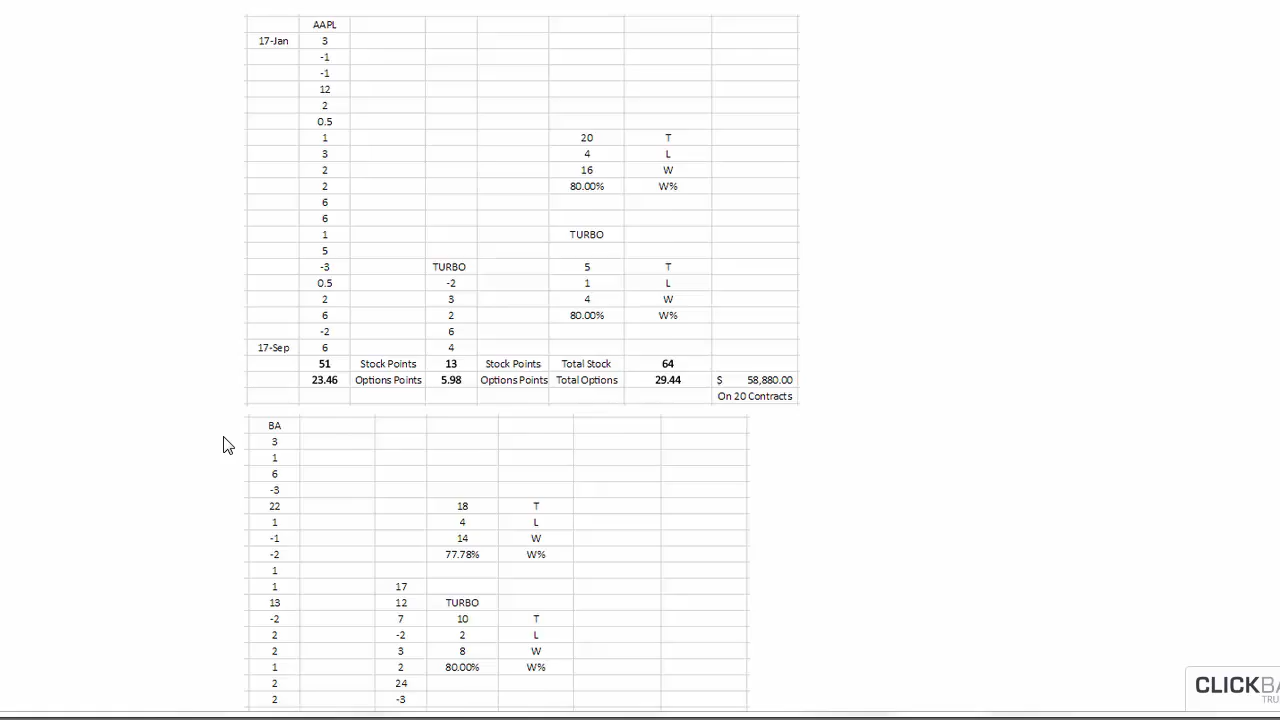 AAPL
17-Jan 3
-1
-1
12
2
0.5
1 20 T
3 4 L
2 16 W
2 80.00% W%
6
6
1 TURBO
5
-3 TURBO 5 T
0.5 -2 1 L
2 3 4 W
6 2 80.00% W%
-2 6
17-Sep 6 4
51 Stock Points 13 Stock Points Total Stock 64
23.46 Options Points 5.98 Options Points Total Options 29.44 $ 58,880.00
On 20 Contracts
BA
3
1
6
-3
22 18 T
1 4 L
-1 14 W
-2 77.78% W%
1
1 17
13 12 TURBO
-2 7 10 T
2 -2 2 L
2 3 8 W
1 2 80.00% W%
2 24
2 -3
CLICKBA
TRU